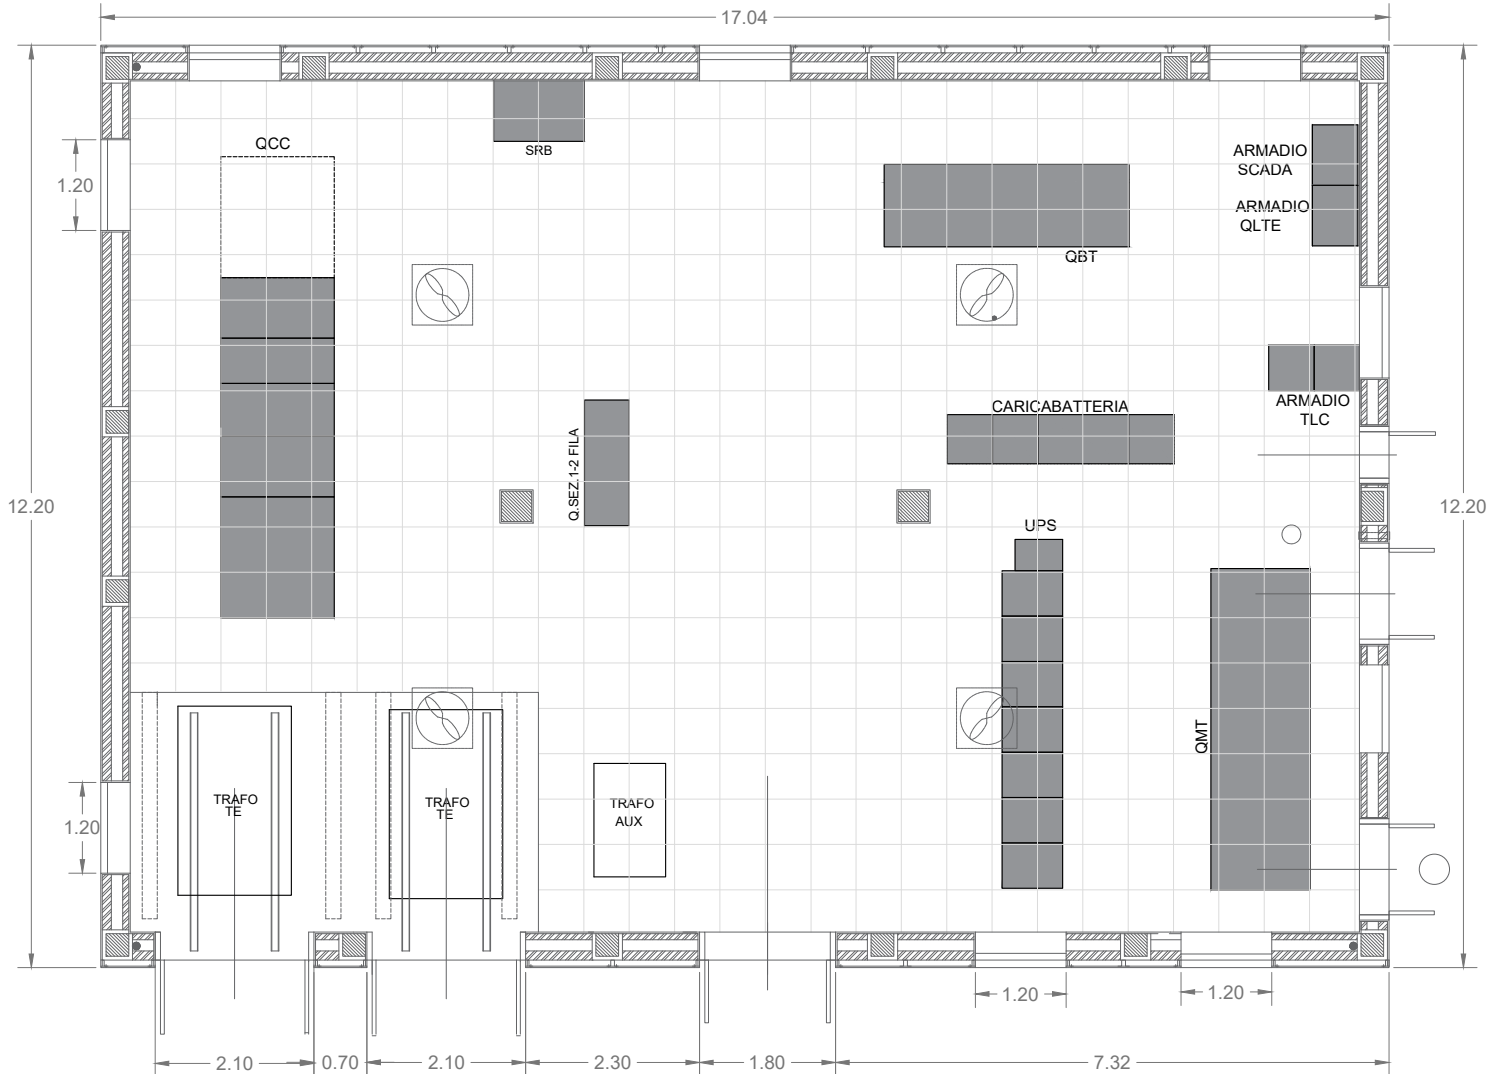 17.04
QCC
SRB
1.20
ARMADIO
SCADA
ARMADIO
QLTE
QBT
CARICABATTERIA
ARMADIO
TLC
Q.SEZ.1-2 FILA
12.20
12.20
UPS
QMT
TRAFO
TE
TRAFO
TE
TRAFO
AUX
1.20
1.20
1.20
2.10
0.70
2.10
2.30
1.80
7.32